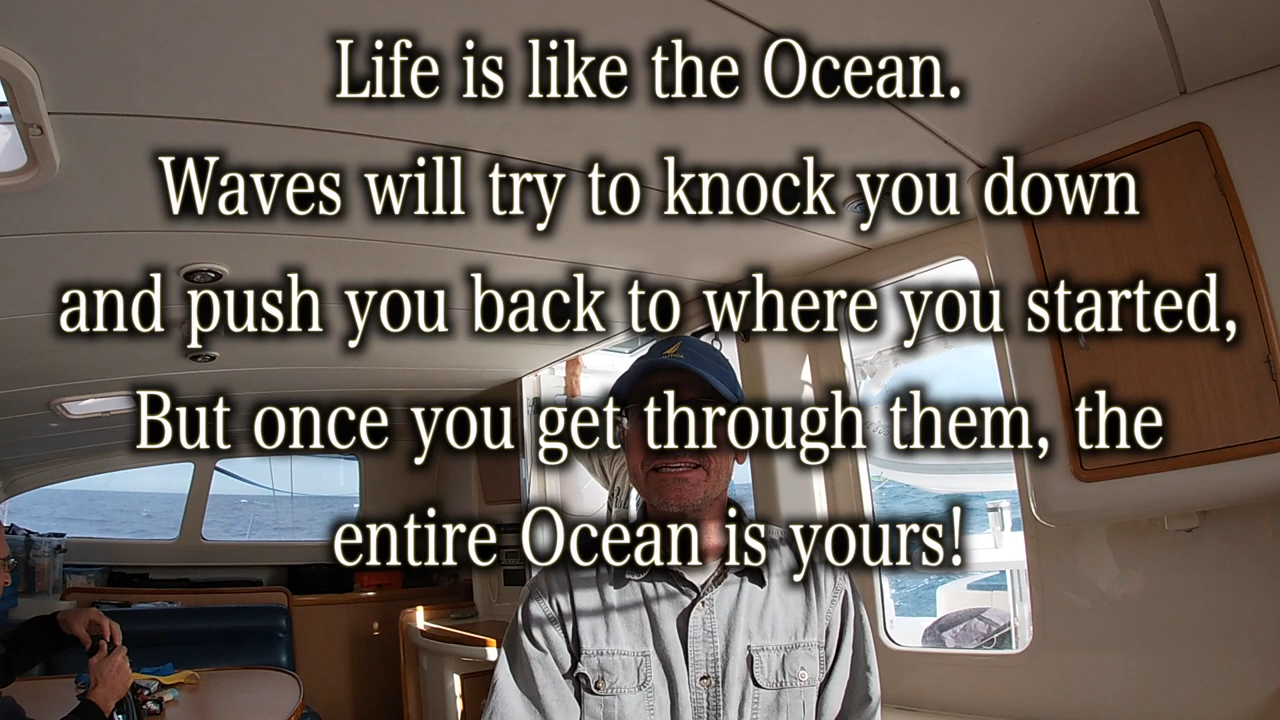 Life is like the Ocean.
Waves will try to knock you down
and push you back to where you started,
But once you get through them, the
entire Ocean is yours!